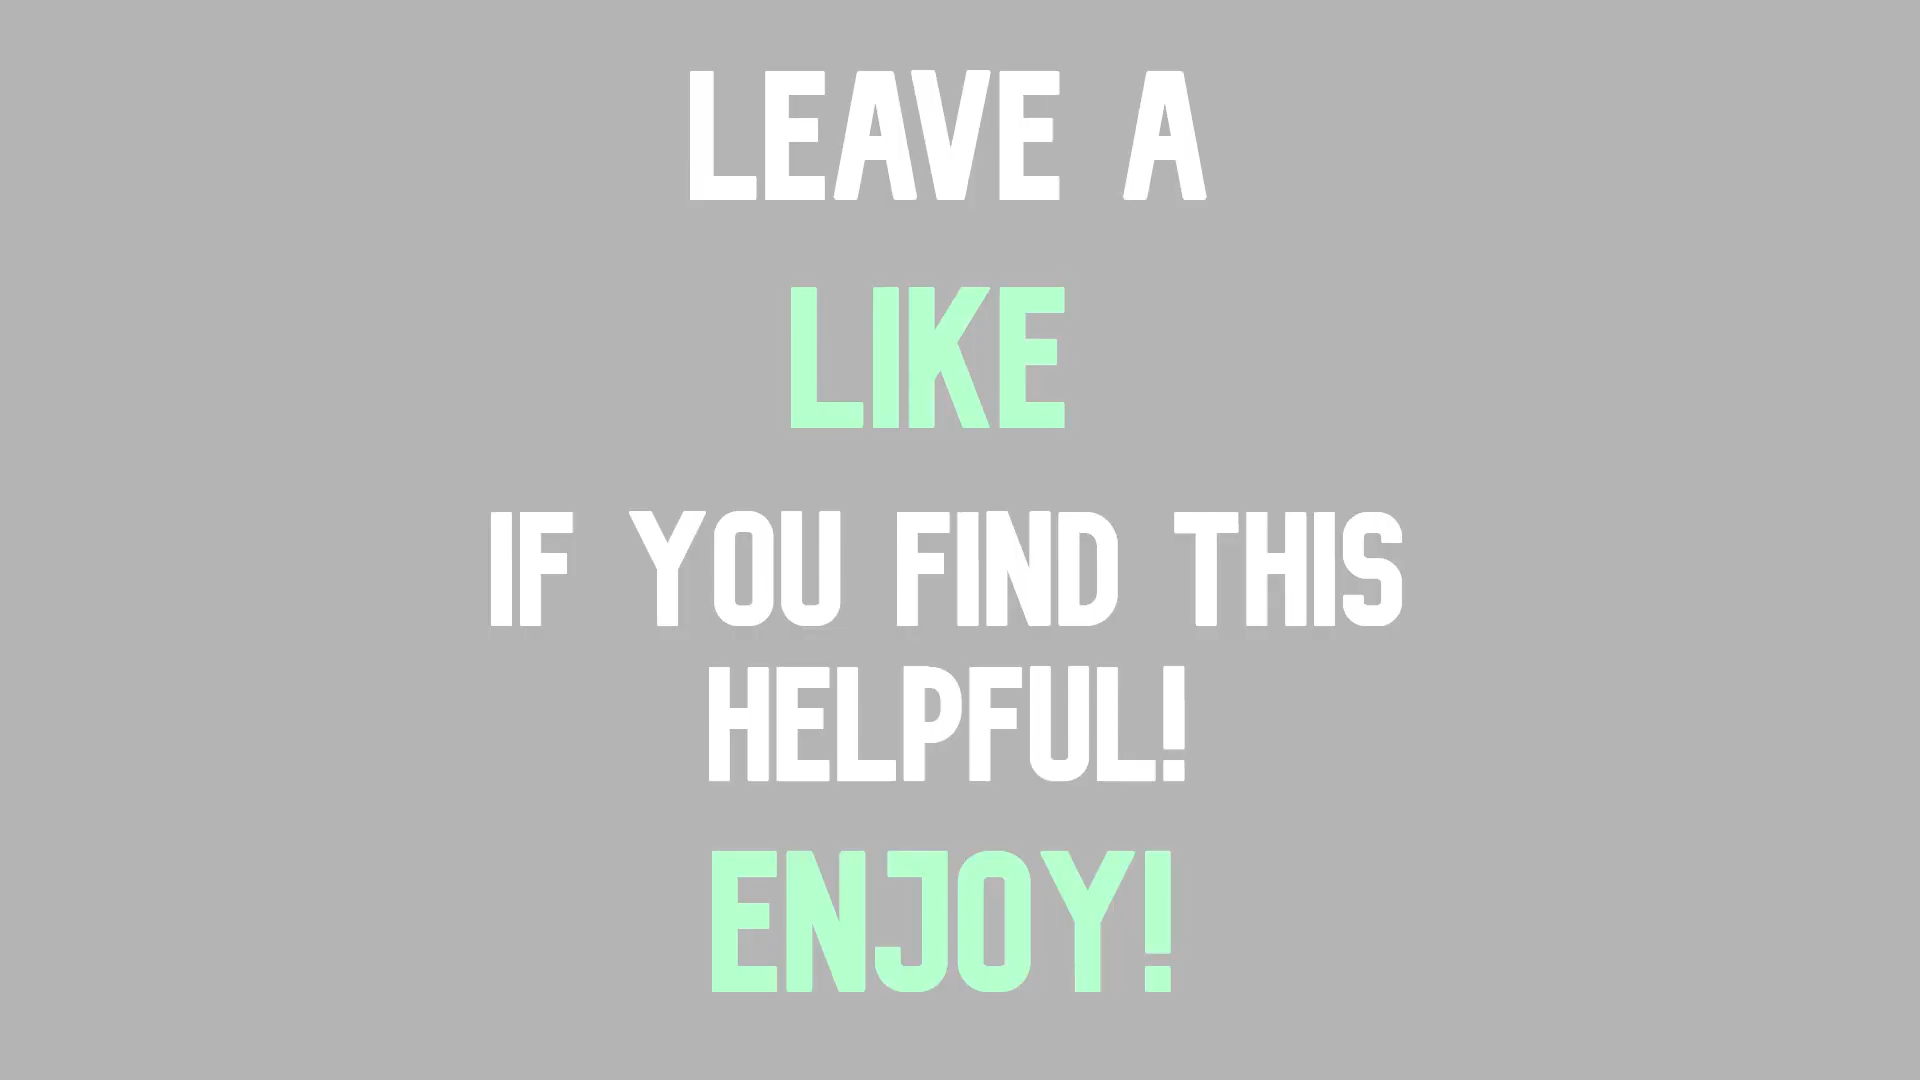 LEAVE A
LIKE
IF YOU FIND THIS
HELPFUL!
ENJOY!